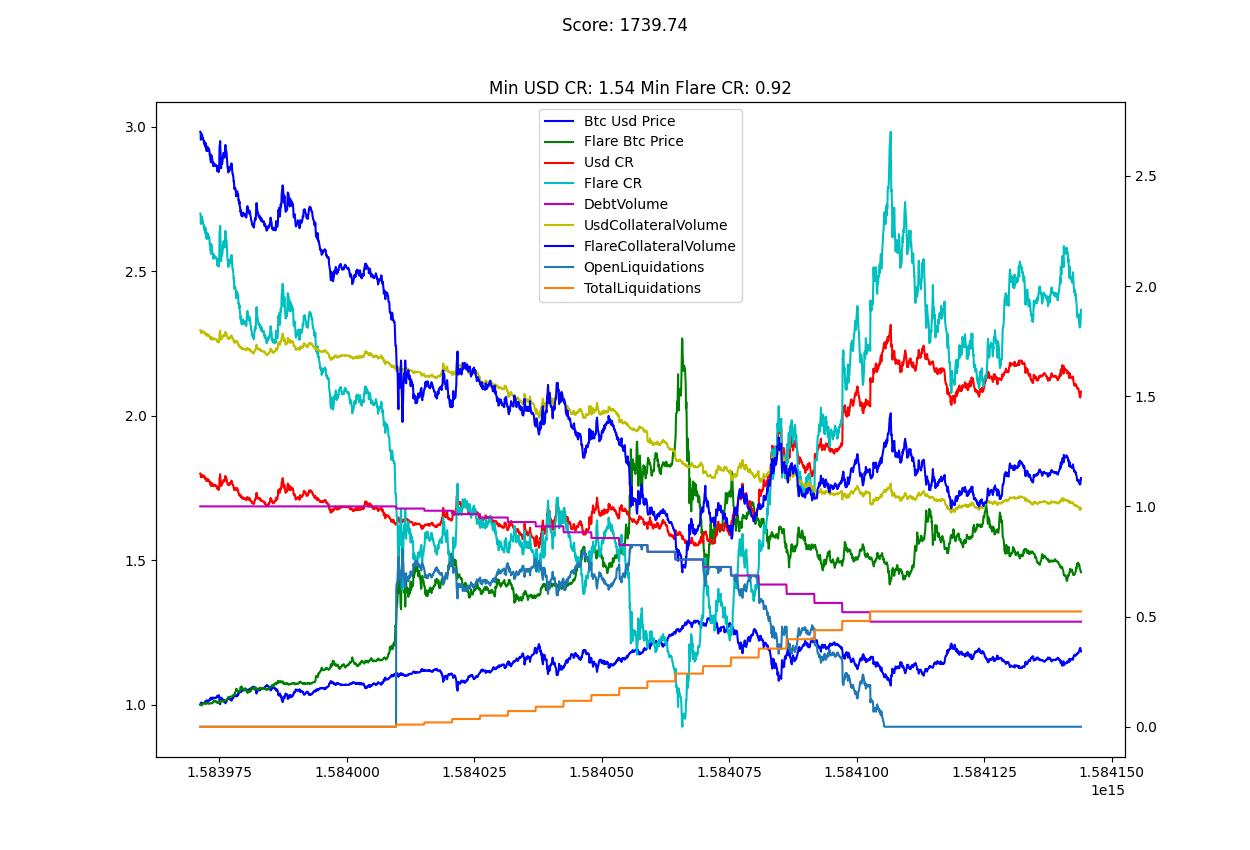 Score: 1739.74
Min USD CR: 1.54 Min Flare CR: 0.92
Btc Usd Price
Flare Btc Price
Usd CR
Flare CR
DebtVolume
UsdCollateralVolume
FlareCollateralVolume
OpenLiquidations
TotalLiquidations
3.0
2.5
2.0
1.5
1.0
2.5
2.0
1.5
1.0
0.5
0.0
1.583975 1.584000 1.584025 1.584050 1.584075 1.584100 1.584125 1.584150
1e15